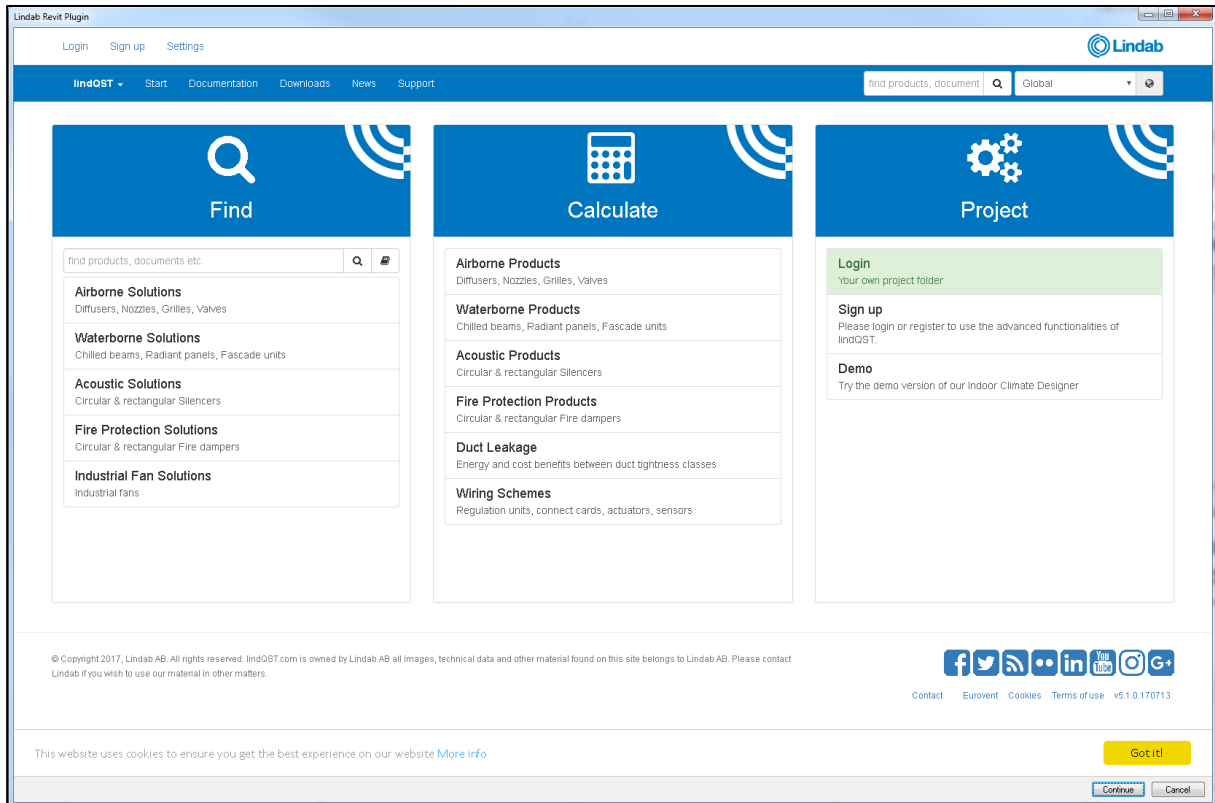 Lindab Revit Plugin
Login Sign up Settings
Lindab
lindQST Start Documentation Downloads News Support
find products, document Global
Find
find products, documents etc.
Airborne Solutions
Diffusers, Nozzles, Grilles, Valves
Waterborne Solutions
Chilled beams, Radiant panels, Fascade units
Acoustic Solutions
Circular & rectangular Silencers
Fire Protection Solutions
Circular & rectangular Fire dampers
Industrial Fan Solutions
Industrial fans
Calculate
Airborne Products
Diffusers, Nozzles, Grilles, Valves
Waterborne Products
Chilled beams, Radiant panels, Fascade units
Acoustic Products
Circular & rectangular Silencers
Fire Protection Products
Circular & rectangular Fire dampers
Duct Leakage
Energy and cost benefits between duct tightness classes
Wiring Schemes
Regulation units, connect cards, actuators, sensors
Project
Login
Your own project folder
Sign up
Please login or register to use the advanced functionalities of
lindQST.
Demo
Try the demo version of our Indoor Climate Designer
© Copyright 2017, Lindab AB. All rights reserved. lindQST.com is owned by Lindab AB all images, technical data and other material found on this site belongs to Lindab AB. Please contact
Lindab if you wish to use our material in other matters.
You
Tube
G+
Contact Eurovent Cookies Terms of use v5.1.0.170713
This website uses cookies to ensure you get the best experience on our website More info
Got it!
Continue Cancel